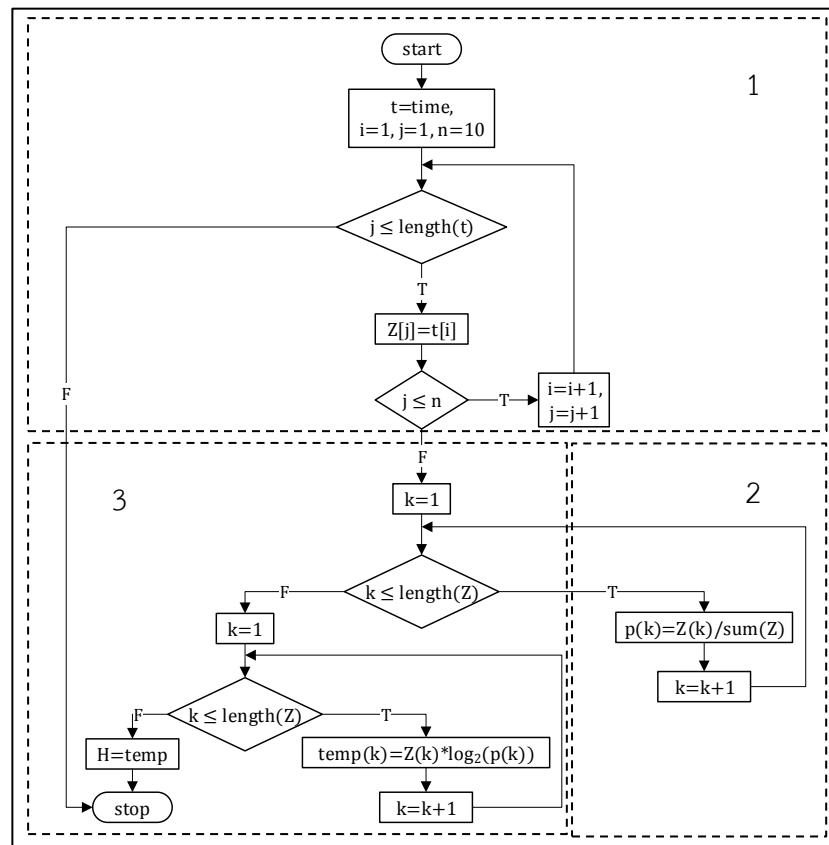 start
1
t=time,
i=1, j=1, n=10
j ≤ length(t)
T
Z[j]=t[i]
F
j ≤ n
T
i=i+1,
j=j+1
F
3
k=1
2
k ≤ length(Z)
F
T
k=1
p(k)=Z(k)/sum(Z)
k=k+1
k ≤ length(Z)
F
T
H=temp
temp(k)=Z(k)*log₂(p(k))
stop
k=k+1